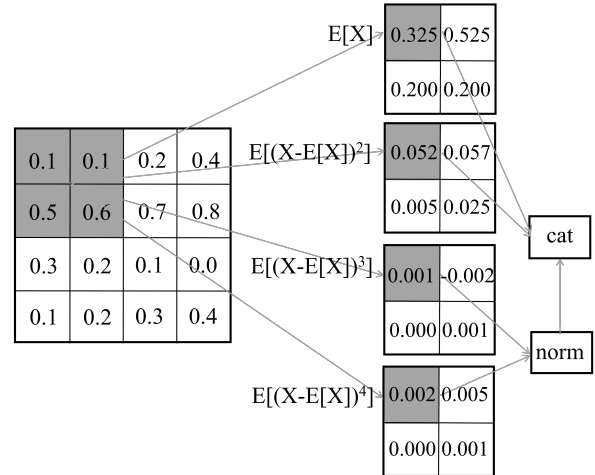 E[X]
0.325 0.525
0.200 0.200
0.1 0.1 0.2 0.4
0.5 0.6 0.7 0.8
0.3 0.2 0.1 0.0
0.1 0.2 0.3 0.4
E[(X-E[X])²]
0.052 0.057
0.005 0.025
E[(X-E[X])³]
0.001 -0.002
0.000 0.001
E[(X-E[X])⁴]
0.002 0.005
0.000 0.001
cat
norm